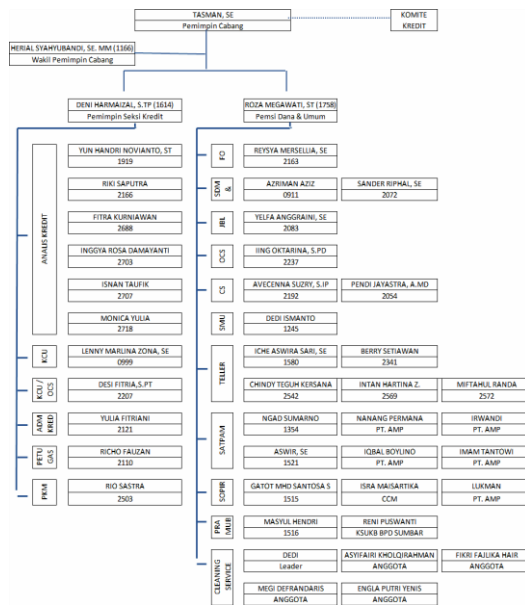 TASMAN, SE
Pemimpin Cabang
KOMITE
KREDIT
HERIAL SYAHYUBANDI, SE. MM (1166)
Wakil Pemimpin Cabang
DENI HARMAIZAL, S.TP (1614)
Pemimpin Seksi Kredit
ROZA MEGAWATI, ST (1758)
Pemsi Dana & Umum
ANALIS KREDIT
YUN HANDRI NOVIANTO, ST
1919
RIKI SAPUTRA
2166
FITRA KURNIAWAN
2688
INGGYA ROSA DAMAYANTI
2703
ISNAN TAUFIK
2707
MONICA YULIA
2718
KCU
LENNY MARLINA ZONA, SE
0999
KCU /
OCS
DESI FITRIA,S.PT
2207
ADM
KRED
YULIA FITRIANI
2121
PETU
GAS
RICHO FAUZAN
2110
PKM
RIO SASTRA
2503
FO
REYSYA MERSELLIA, SE
2163
SDM
&
AZRIMAN AZIZ
0911
SANDER RIPHAL, SE
2072
JBL
YELFA ANGGRAINI, SE
2083
OCS
IING OKTARINA, S.PD
2237
CS
AVECENNA SUZRY, S.IP
2192
PENDI JAYASTRA, A.MD
2054
SMU
DEDI ISMANTO
1245
TELLER
ICHE ASWIRA SARI, SE
1580
BERRY SETIAWAN
2341
CHINDY TEGUH KERSANA
2542
INTAN HARTINA Z.
2569
MIFTAHUL RANDA
2572
SATPAM
NGAD SUMARNO
1354
NANANG PERMANA
PT. AMP
IRWANDI
PT. AMP
ASWIR, SE
1521
IQBAL BOYLINO
PT. AMP
IMAM TANTOWI
PT. AMP
SOPIR
GATOT MHD SANTOSA S
1515
ISRA MAISARTIKA
CCM
LUKMAN
PT. AMP
PRA
MUB
MASYUL HENDRI
1516
RENI PUSWANTI
KSUKB BPD SUMBAR
CLEANING
SERVICE
DEDI
Leader
ASYIFAIRI KHOLQIRAHMAN
ANGGOTA
FIKRI FAJLIKA HAIR
ANGGOTA
MEGI DEFRANDARIS
ANGGOTA
ENGLA PUTRI YENIS
ANGGOTA